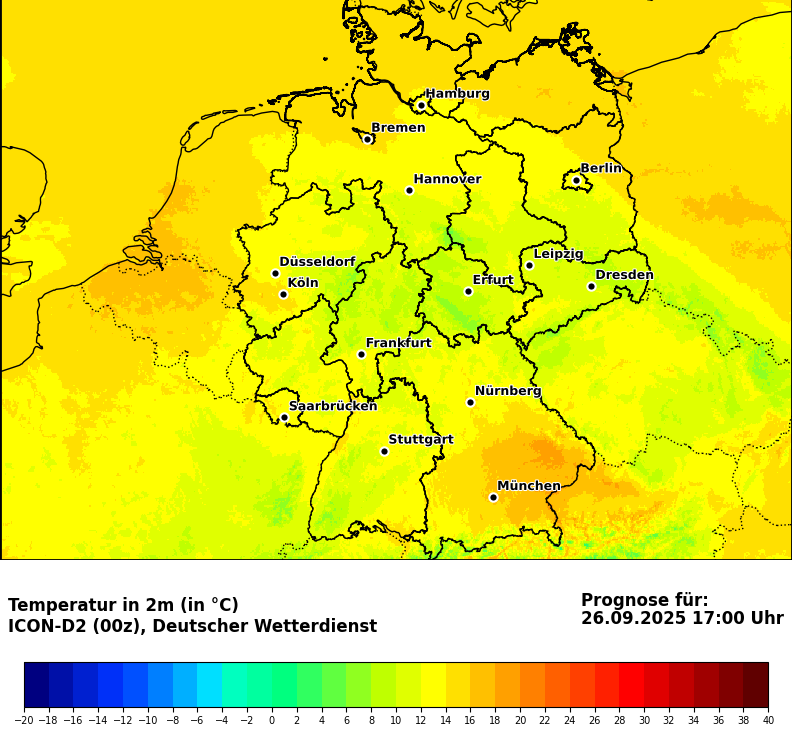 Hamburg
Bremen
Berlin
Hannover
Leipzig
Düsseldorf
Dresden
Köln
Erfurt
Frankfurt
Nürnberg
Saarbrücken
Stuttgart
München
Temperatur in 2m (in °C)
ICON-D2 (00z), Deutscher Wetterdienst
Prognose für:
26.09.2025 17:00 Uhr
−20 −18 −16 −14 −12 −10 −8 −6 −4 −2 0 2 4 6 8 10 12 14 16 18 20 22 24 26 28 30 32 34 36 38 40